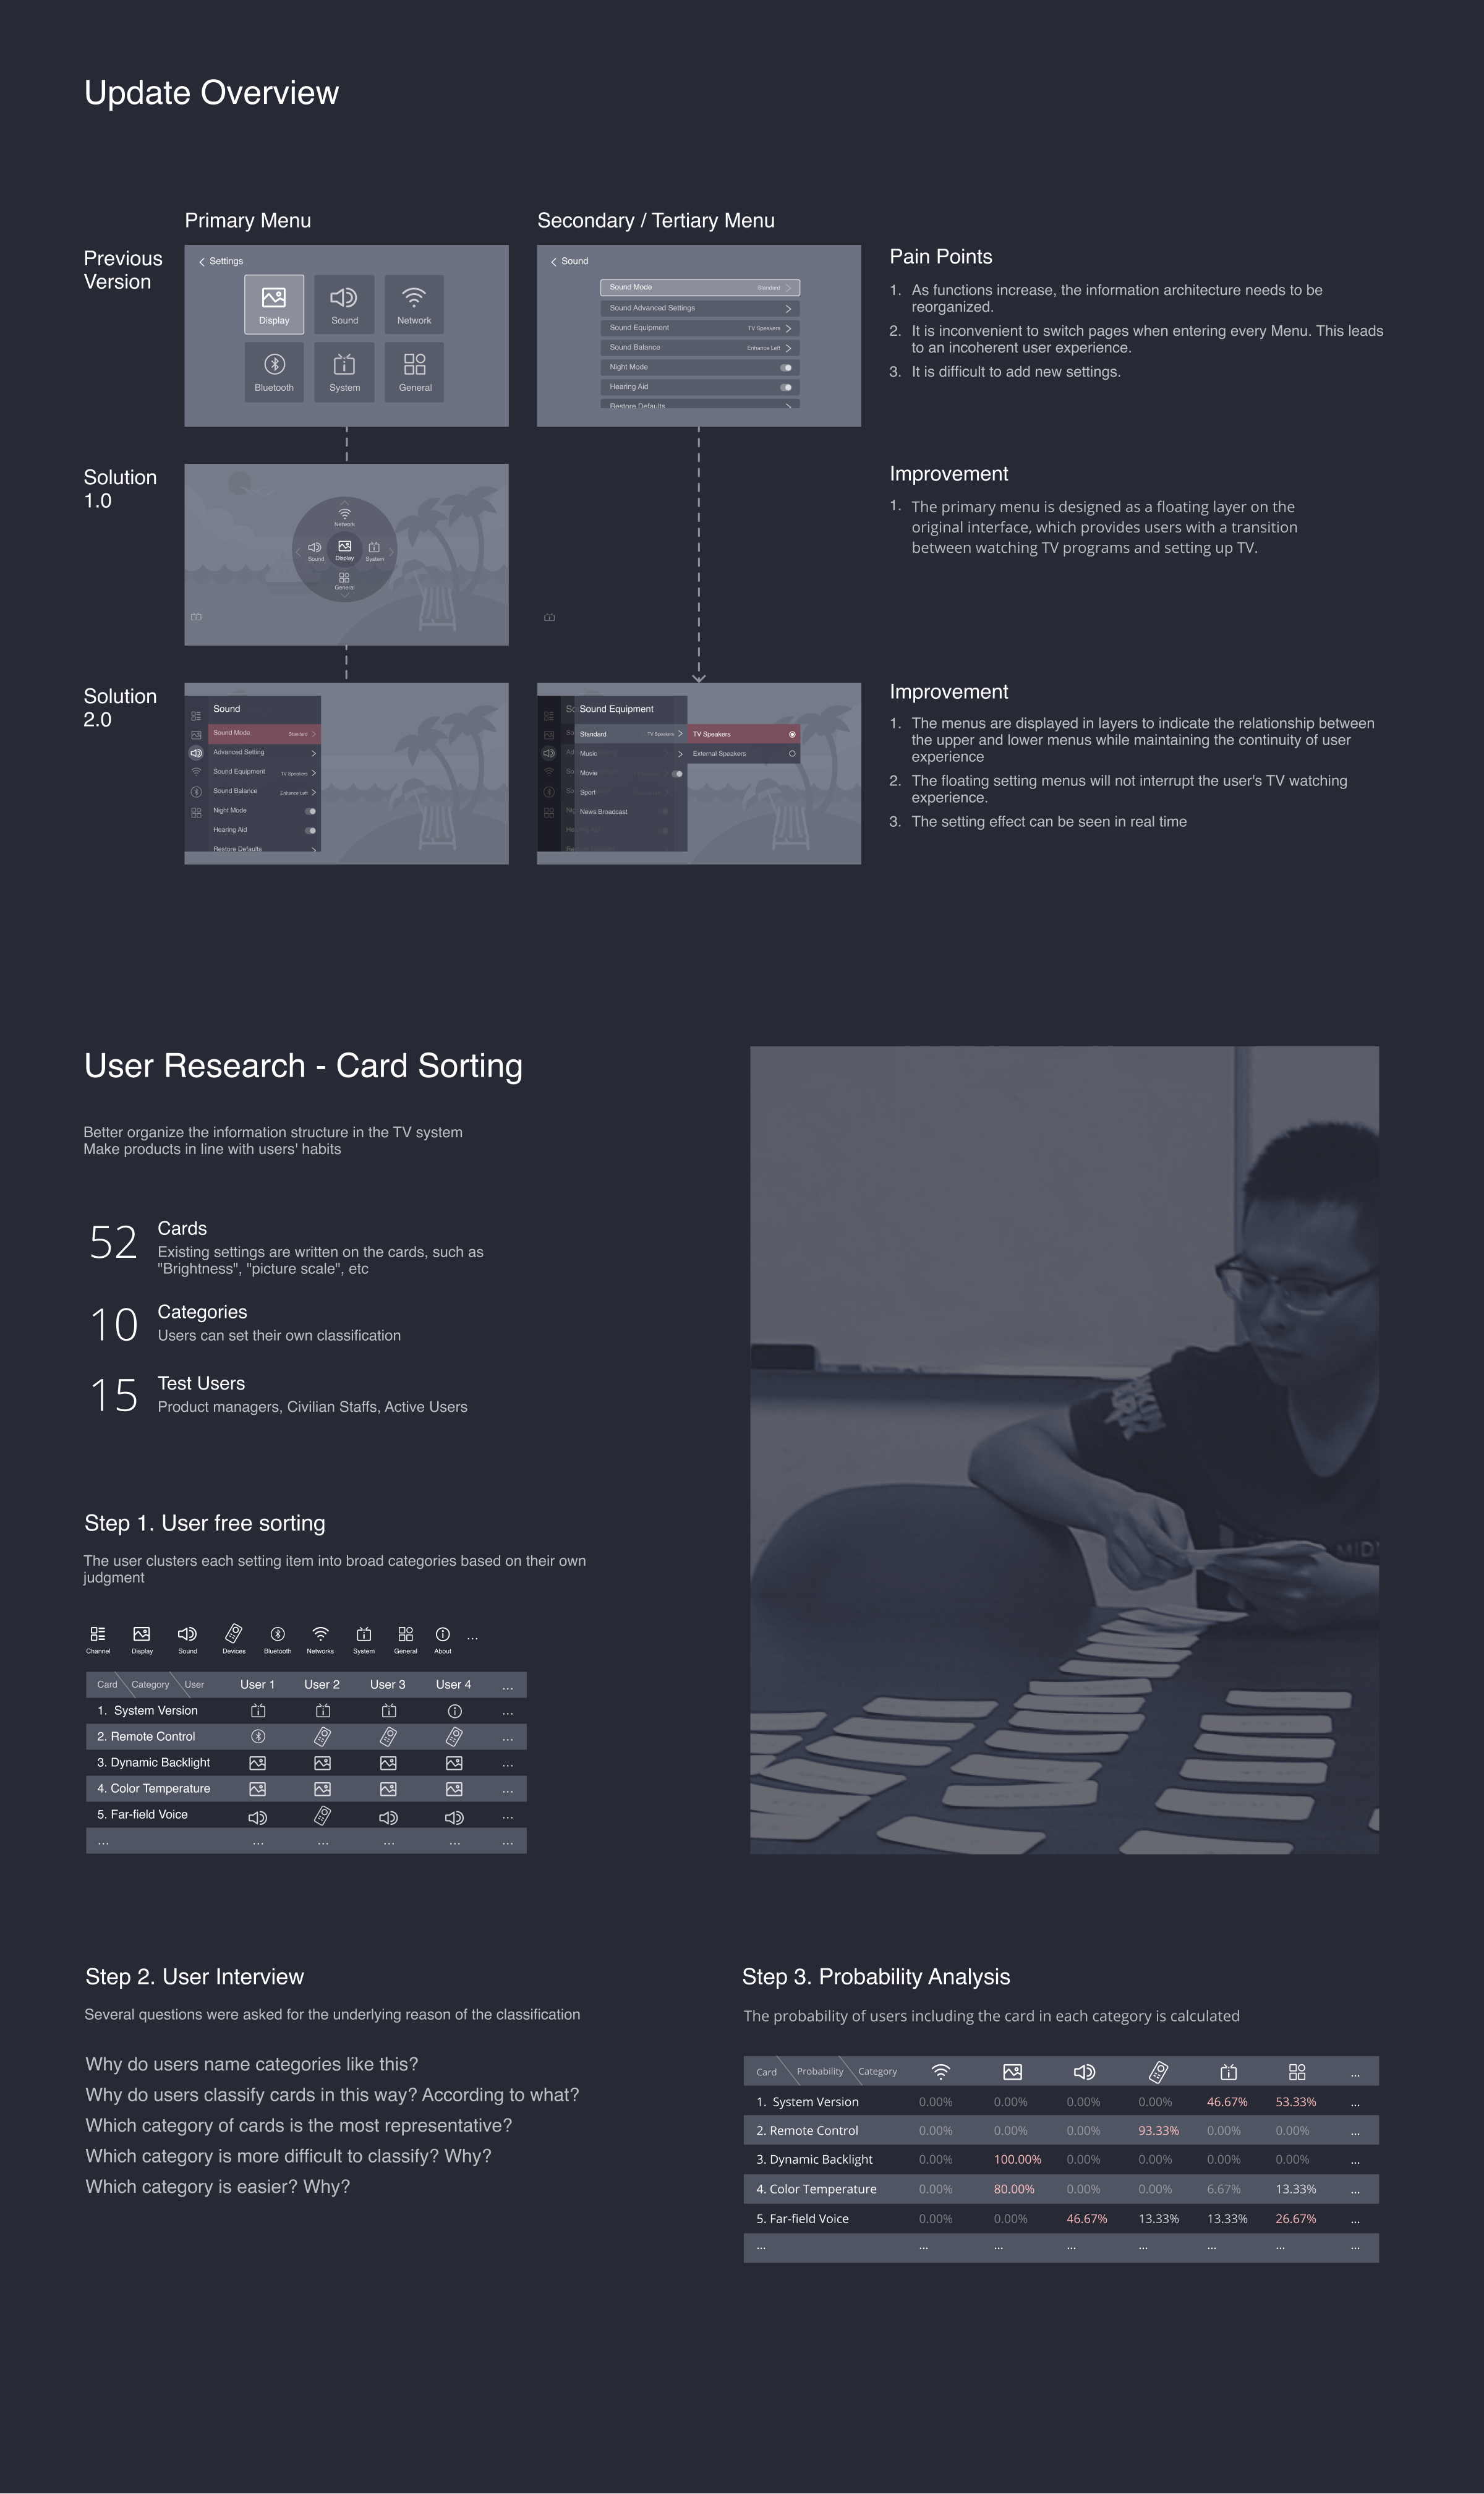 Update Overview
Primary Menu
Secondary / Tertiary Menu
Previous
Version
Settings
Display
Sound
Network
Bluetooth
System
General
Sound
Sound Mode Standard
Sound Advanced Settings
Sound Equipment TV Speakers
Sound Balance Enhance Left
Night Mode
Hearing Aid
Restore Defaults
Pain Points
1. As functions increase, the information architecture needs to be
reorganized.
2. It is inconvenient to switch pages when entering every Menu. This leads
to an incoherent user experience.
3. It is difficult to add new settings.
Solution
1.0
Network
Sound Display System
General
Improvement
1. The primary menu is designed as a floating layer on the
original interface, which provides users with a transition
between watching TV programs and setting up TV.
Solution
2.0
Sound
Sound Mode Standard
Advanced Setting
Sound Equipment TV Speakers
Sound Balance Enhance Left
Night Mode
Hearing Aid
Restore Defaults
Sound Equipment
Standard TV Speakers
Music
Movie
Sport
News Broadcast
TV Speakers
External Speakers
Improvement
1. The menus are displayed in layers to indicate the relationship between
the upper and lower menus while maintaining the continuity of user
experience
2. The floating setting menus will not interrupt the user's TV watching
experience.
3. The setting effect can be seen in real time
User Research - Card Sorting
Better organize the information structure in the TV system
Make products in line with users' habits
52 Cards
Existing settings are written on the cards, such as
"Brightness", "picture scale", etc
10 Categories
Users can set their own classification
15 Test Users
Product managers, Civilian Staffs, Active Users
Step 1. User free sorting
The user clusters each setting item into broad categories based on their own
judgment
Channel Display Sound Devices Bluetooth Networks System General About ...
Card Category User User 1 User 2 User 3 User 4 ...
1. System Version ...
2. Remote Control ...
3. Dynamic Backlight ...
4. Color Temperature ...
5. Far-field Voice ...
... ... ... ... ... ...
Step 2. User Interview
Several questions were asked for the underlying reason of the classification
Why do users name categories like this?
Why do users classify cards in this way? According to what?
Which category of cards is the most representative?
Which category is more difficult to classify? Why?
Which category is easier? Why?
Step 3. Probability Analysis
The probability of users including the card in each category is calculated
Card Probability Category ...
1. System Version 0.00% 0.00% 0.00% 0.00% 46.67% 53.33% ...
2. Remote Control 0.00% 0.00% 0.00% 93.33% 0.00% 0.00% ...
3. Dynamic Backlight 0.00% 100.00% 0.00% 0.00% 0.00% 0.00% ...
4. Color Temperature 0.00% 80.00% 0.00% 0.00% 6.67% 13.33% ...
5. Far-field Voice 0.00% 0.00% 46.67% 13.33% 13.33% 26.67% ...
... ... ... ... ... ... ... ...